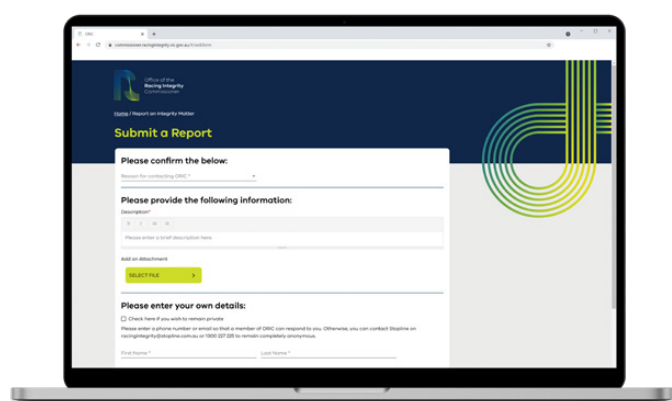 ORIC
commissioner.racingintegrity.vic.gov.au
Office of the
Racing Integrity
Commissioner
Home / Report an Integrity Matter
Submit a Report
Please confirm the below:
Reason for contacting ORIC *
Please provide the following information:
Description*
Please enter a brief description here
Add an Attachment
SELECT FILE >
Please enter your own details:
Check here if you wish to remain private
Please enter a phone number or email so that a member of ORIC can respond to you. Otherwise, you can contact Stopline on
racingintegrity@stopline.com.au or 1300 227 225 to remain completely anonymous.
First Name *
Last Name *